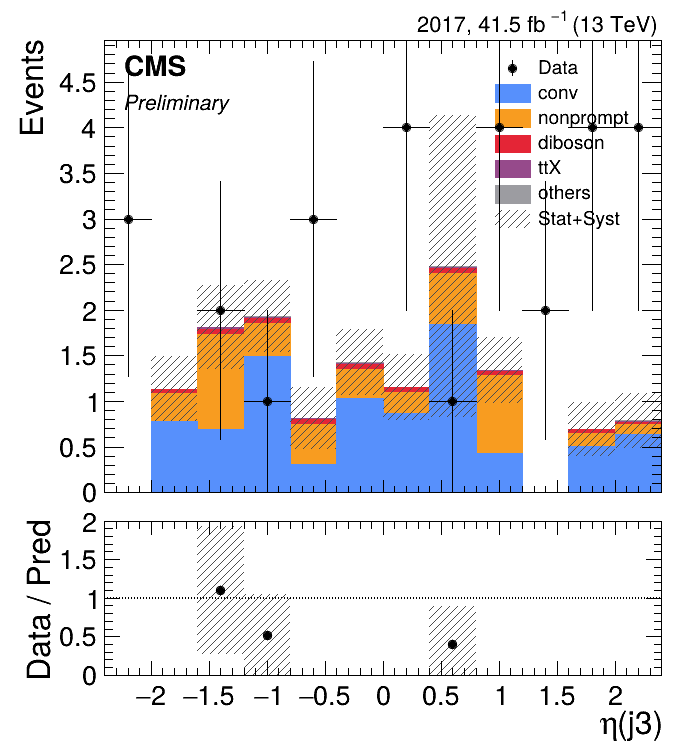 2017, 41.5 fb⁻¹ (13 TeV)
CMS
Preliminary
Events
4.5
4
3.5
3
2.5
2
1.5
1
0.5
0
Data
conv
nonprompt
diboson
ttX
others
Stat+Syst
Data / Pred
2
1.5
1
0.5
0
−2 −1.5 −1 −0.5 0 0.5 1 1.5 2
η(j3)